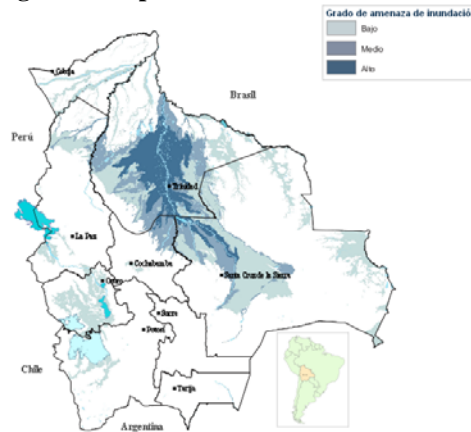 Grado de amenaza de inundació
Bajo
Medio
Alto
Cobija
Brasil
Perú
Trinidad
La Paz
Cochabamba
Oruro
Santa Cruz de la Sierra
Sucre
Potosí
Chile
Tarija
Argentina